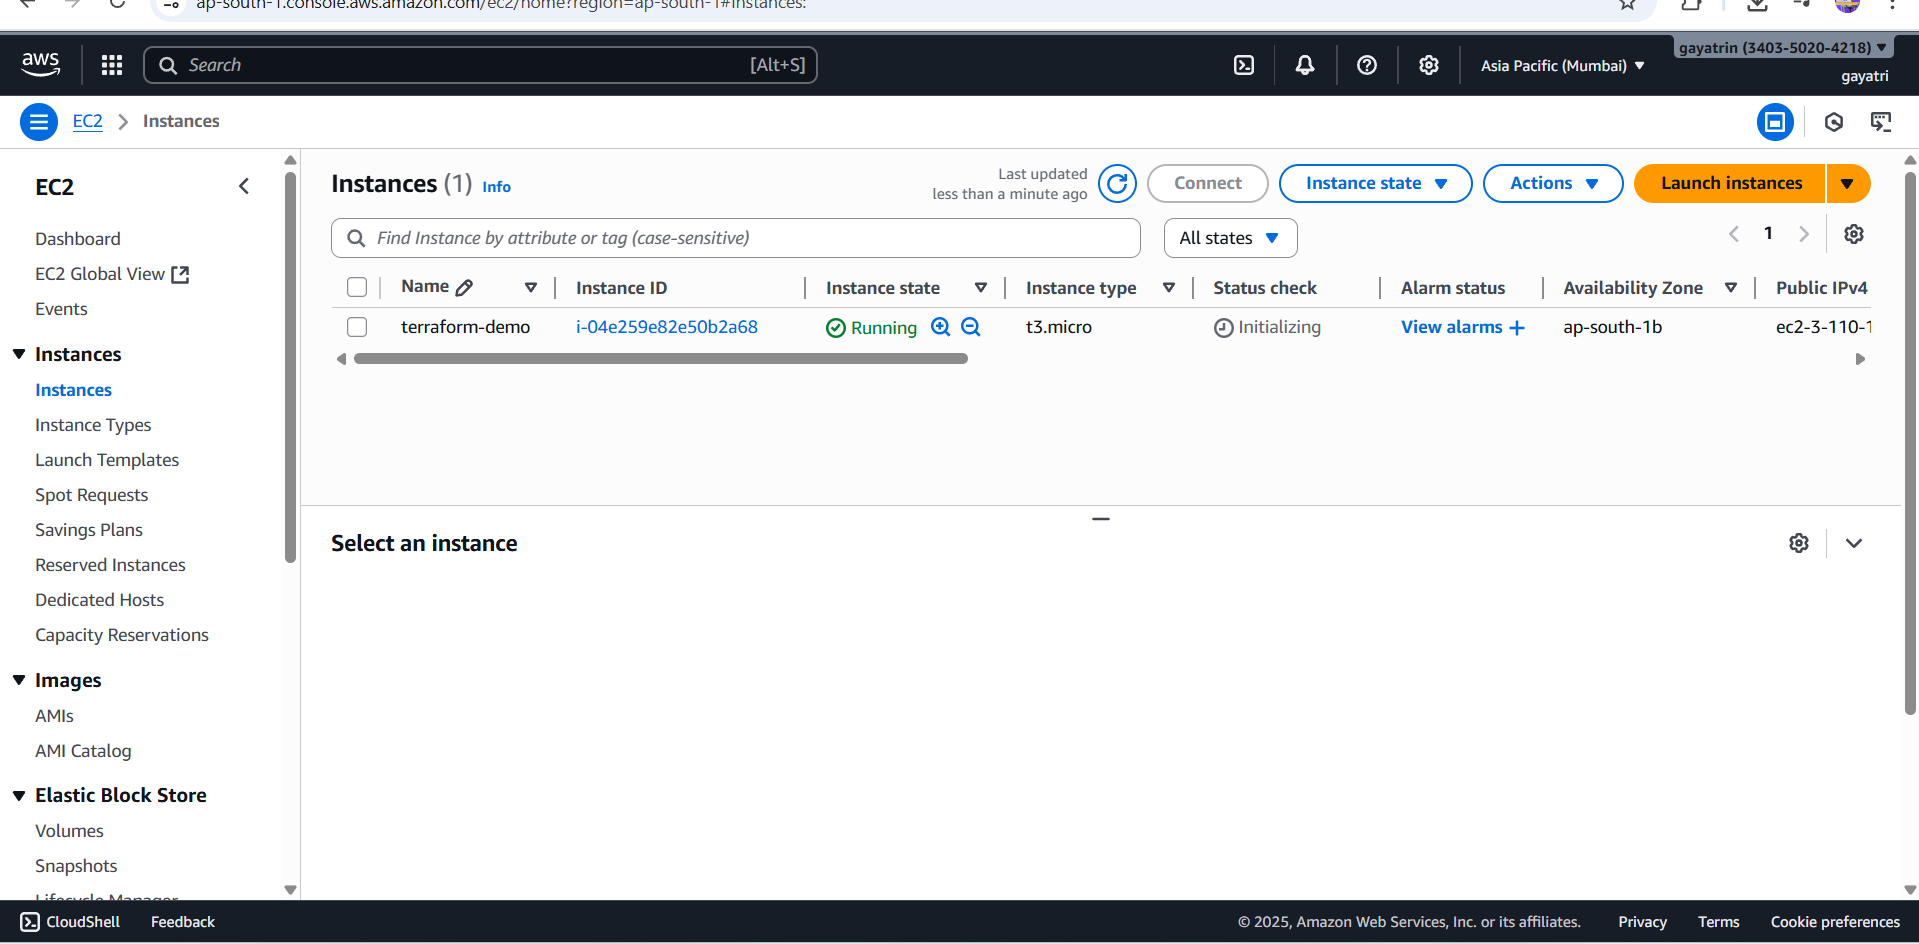 ap-south-1.console.aws.amazon.com/ec2/home?region=ap-south-1#Instances:
aws
Search
[Alt+S]
Asia Pacific (Mumbai)
gayatrin (3403-5020-4218)
gayatri
EC2
Instances
EC2
Dashboard
EC2 Global View
Events
Instances
Instances
Instance Types
Launch Templates
Spot Requests
Savings Plans
Reserved Instances
Dedicated Hosts
Capacity Reservations
Images
AMIs
AMI Catalog
Elastic Block Store
Volumes
Snapshots
Lifecycle Manager
Instances (1) Info
Last updated
less than a minute ago
Connect
Instance state
Actions
Launch instances
Find Instance by attribute or tag (case-sensitive)
All states
1
Name Instance ID Instance state Instance type Status check Alarm status Availability Zone Public IPv4
terraform-demo i-04e259e82e50b2a68 Running t3.micro Initializing View alarms + ap-south-1b ec2-3-110-1
Select an instance
CloudShell Feedback © 2025, Amazon Web Services, Inc. or its affiliates. Privacy Terms Cookie preferences